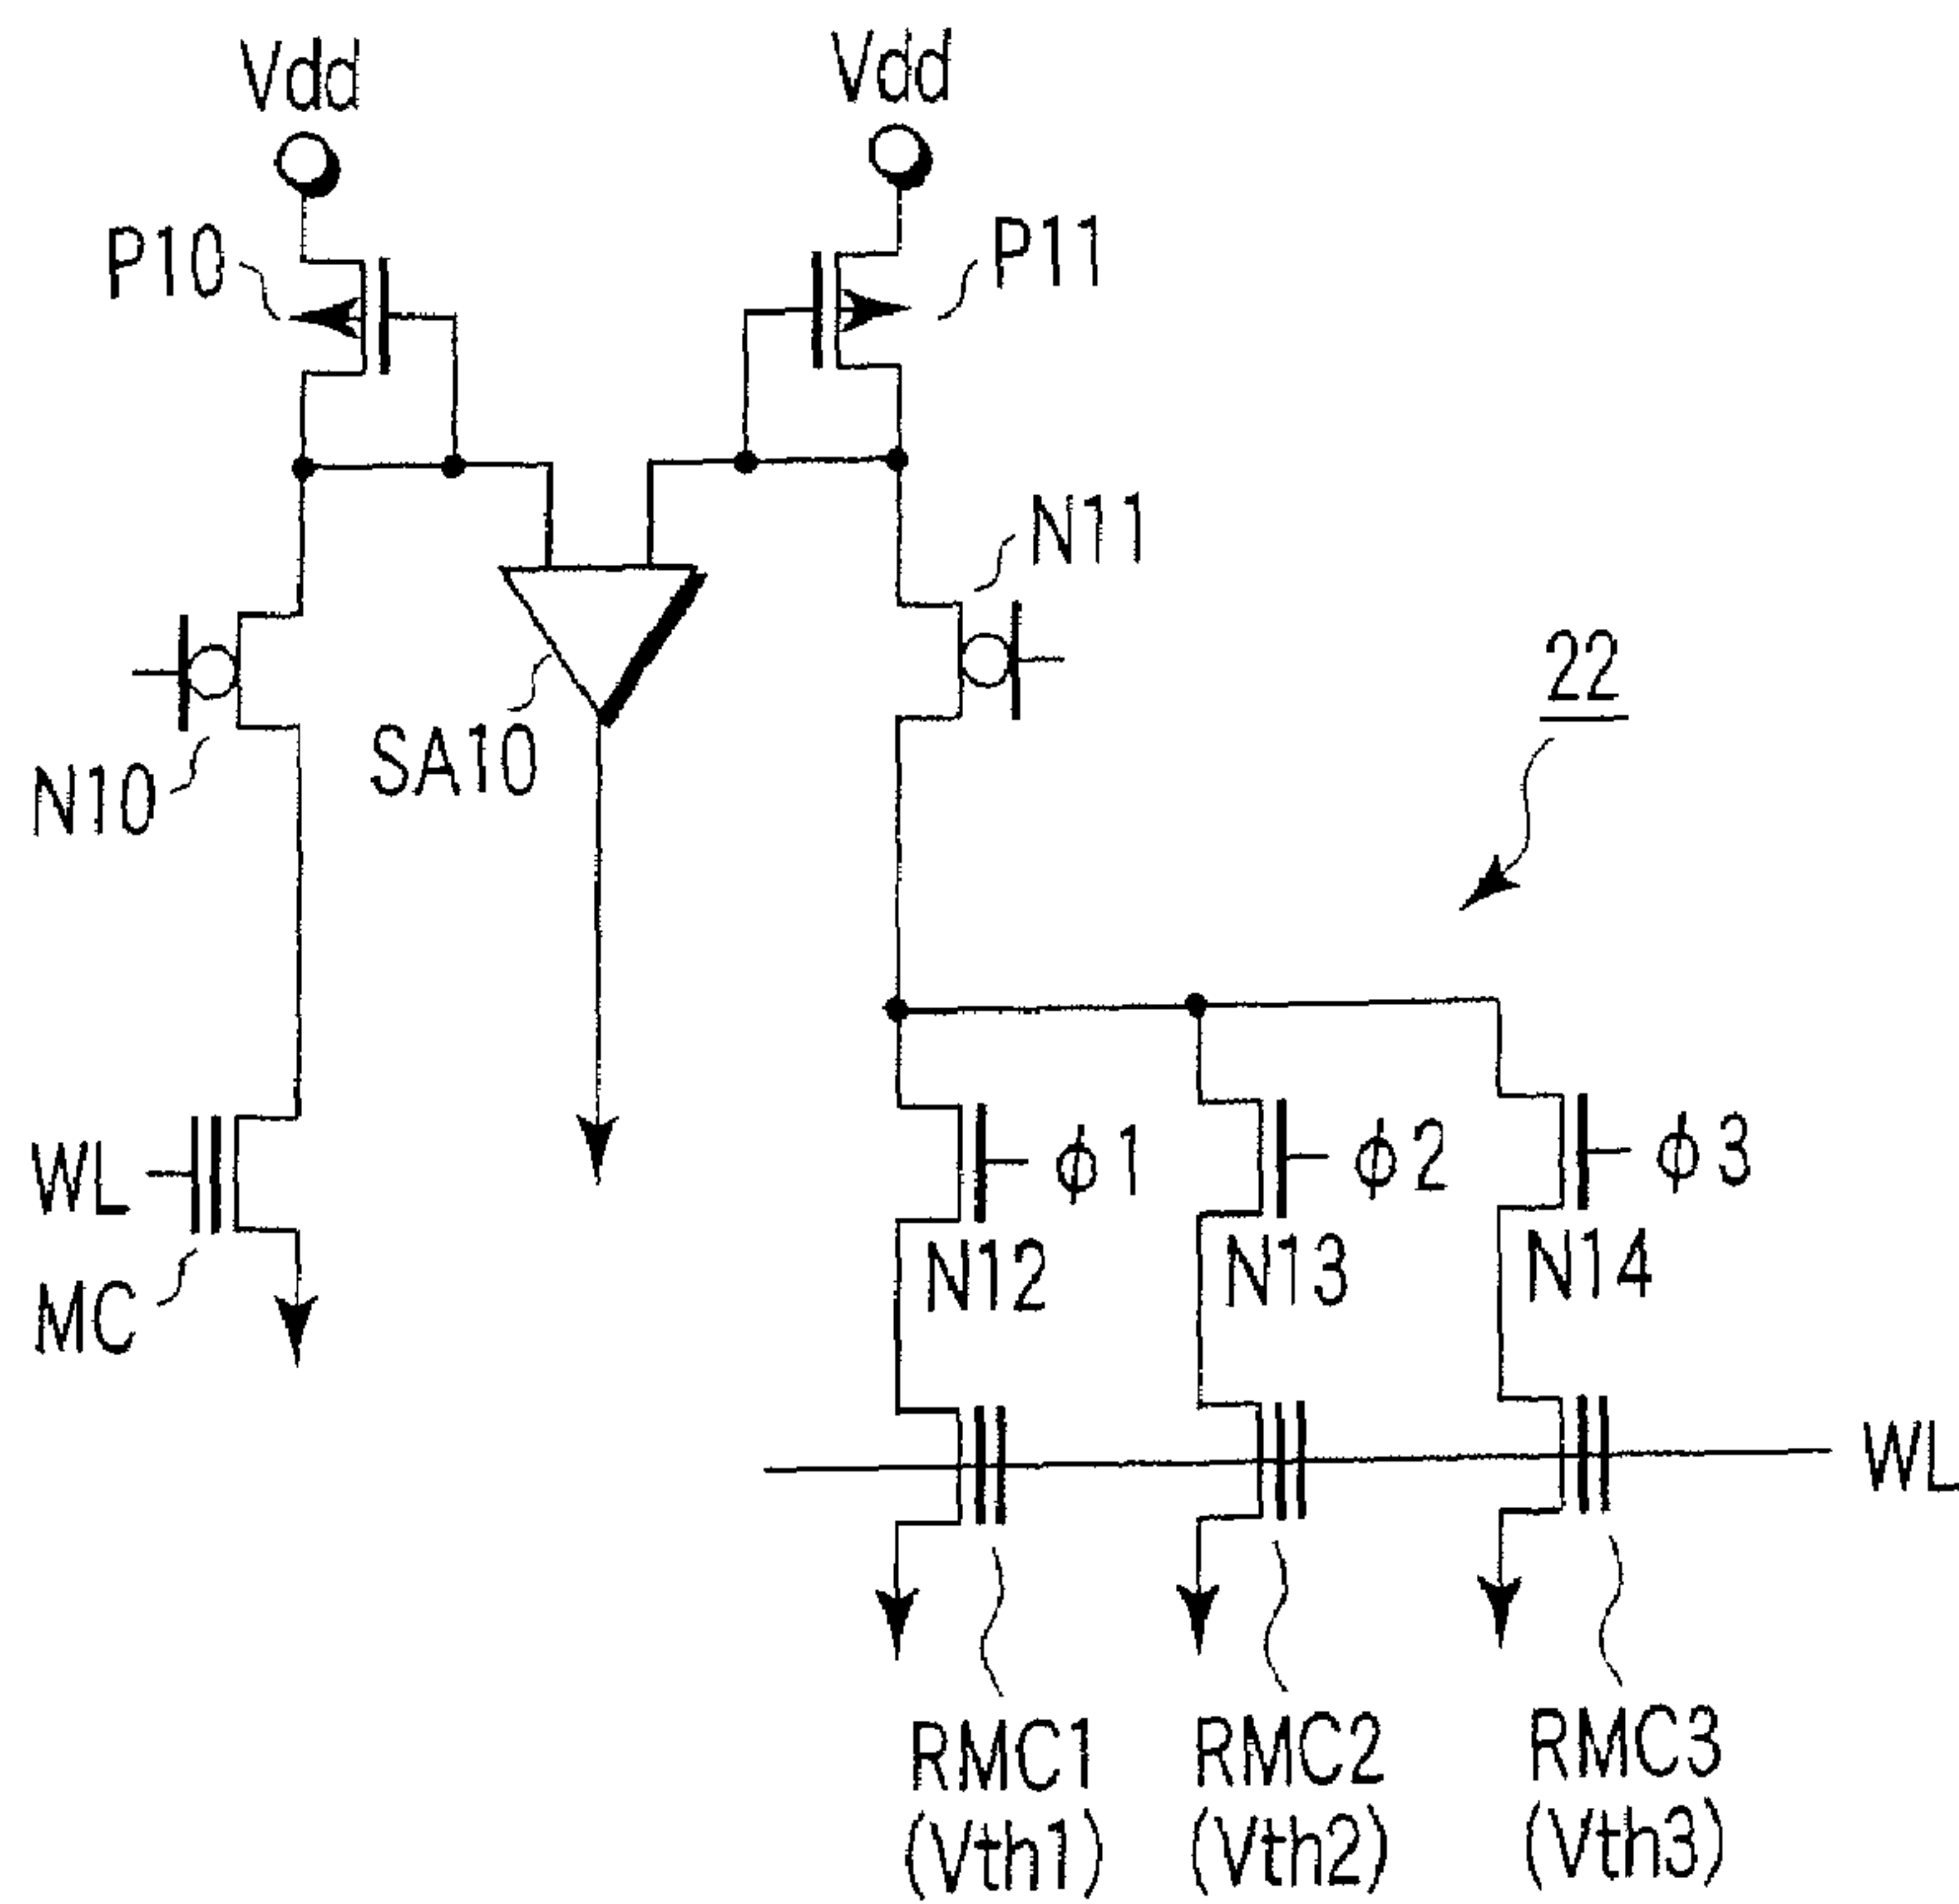 Vdd
Vdd
P10
P11
N11
22
SA10
N10
WL
φ1
φ2
φ3
MC
N12
N13
N14
WL
RMC1
(Vth1)
RMC2
(Vth2)
RMC3
(Vth3)